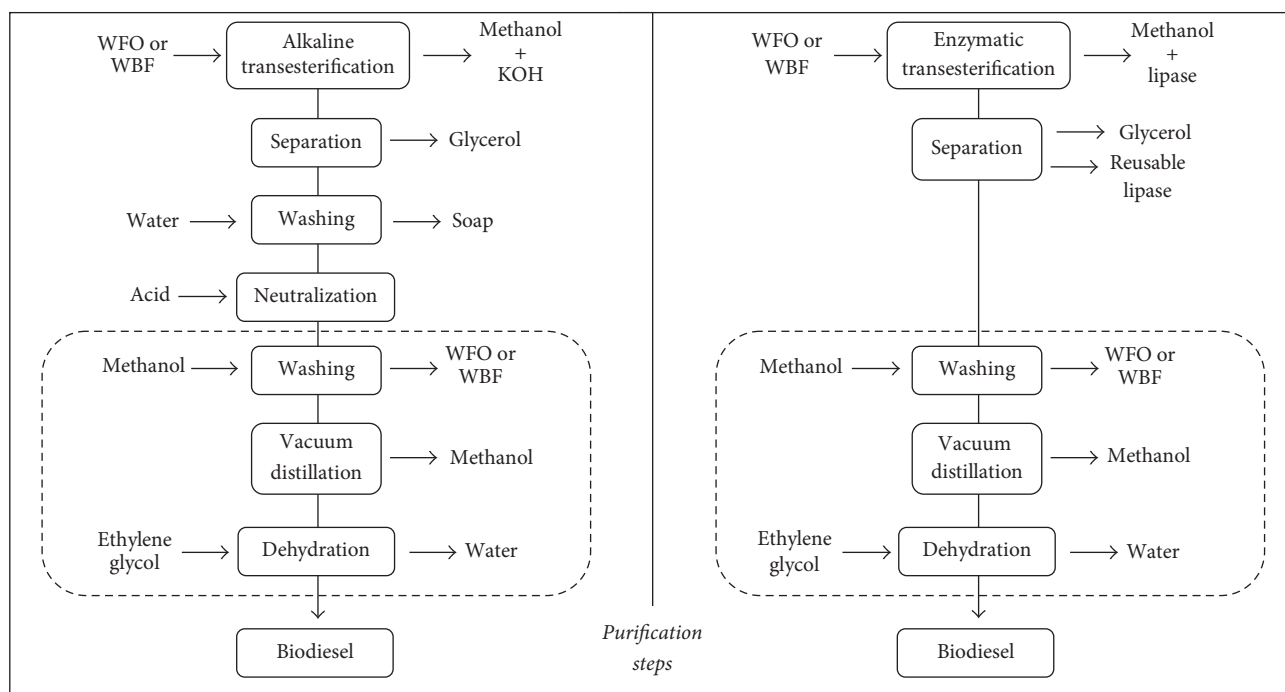 WFO or
WBF
Alkaline
transesterification
Methanol
+
KOH
Separation
Glycerol
Water
Washing
Soap
Acid
Neutralization
Methanol
Washing
WFO or
WBF
Vacuum
distillation
Methanol
Ethylene
glycol
Dehydration
Water
Biodiesel
Purification
steps
WFO or
WBF
Enzymatic
transesterification
Methanol
+
lipase
Separation
Glycerol
Reusable
lipase
Methanol
Washing
WFO or
WBF
Vacuum
distillation
Methanol
Ethylene
glycol
Dehydration
Water
Biodiesel